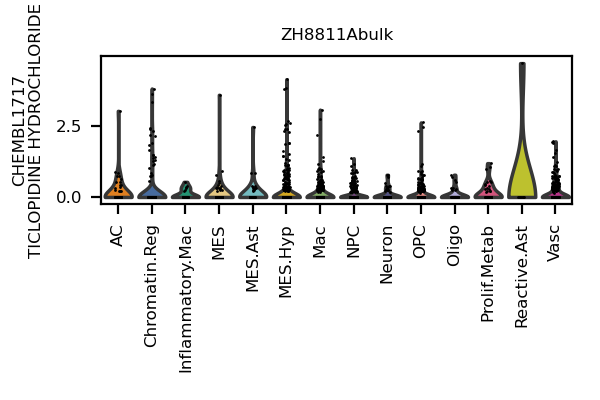 ZH8811Abulk
CHEMBL1717
TICLOPIDINE HYDROCHLORIDE
2.5
0.0
AC
Chromatin.Reg
Inflammatory.Mac
MES
MES.Ast
MES.Hyp
Mac
NPC
Neuron
OPC
Oligo
Prolif.Metab
Reactive.Ast
Vasc